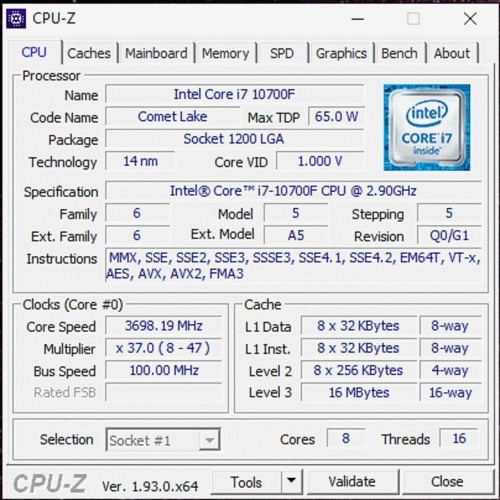 CPU-Z
CPU Caches Mainboard Memory SPD Graphics Bench About
Processor
Name Intel Core i7 10700F
Code Name Comet Lake Max TDP 65.0 W
Package Socket 1200 LGA
Technology 14 nm Core VID 1.000 V
(intel)
CORE i7
inside™
Specification Intel® Core™ i7-10700F CPU @ 2.90GHz
Family 6 Model 5 Stepping 5
Ext. Family 6 Ext. Model A5 Revision Q0/G1
Instructions MMX, SSE, SSE2, SSE3, SSSE3, SSE4.1, SSE4.2, EM64T, VT-x,
AES, AVX, AVX2, FMA3
Clocks (Core #0)
Core Speed 3698.19 MHz
Multiplier x 37.0 ( 8 - 47 )
Bus Speed 100.00 MHz
Rated FSB
Cache
L1 Data 8 x 32 KBytes 8-way
L1 Inst. 8 x 32 KBytes 8-way
Level 2 8 x 256 KBytes 4-way
Level 3 16 MBytes 16-way
Selection Socket #1 Cores 8 Threads 16
CPU-Z Ver. 1.93.0.x64 Tools Validate Close